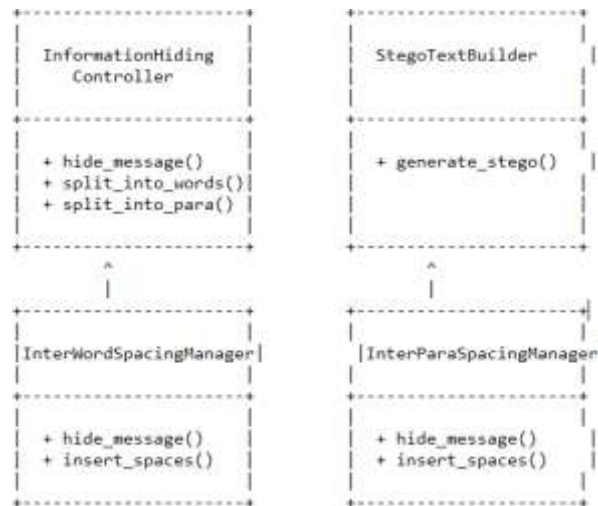 InformationHiding
Controller
+ hide_message()
+ split_into_words()
+ split_into_para()
StegoTextBuilder
+ generate_stego()
InterWordSpacingManager
+ hide_message()
+ insert_spaces()
InterParaSpacingManager
+ hide_message()
+ insert_spaces()